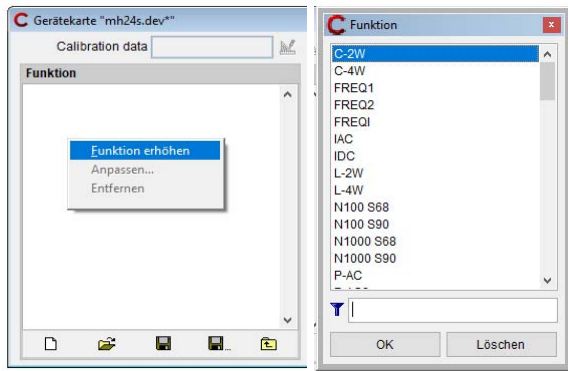 Gerätekarte "mh24s.dev*"
Calibration data
Funktion
Funktion erhöhen
Anpassen...
Entfernen
Funktion
C-2W
C-4W
FREQ1
FREQ2
FREQI
IAC
IDC
L-2W
L-4W
N100 S68
N100 S90
N1000 S68
N1000 S90
P-AC
OK
Löschen